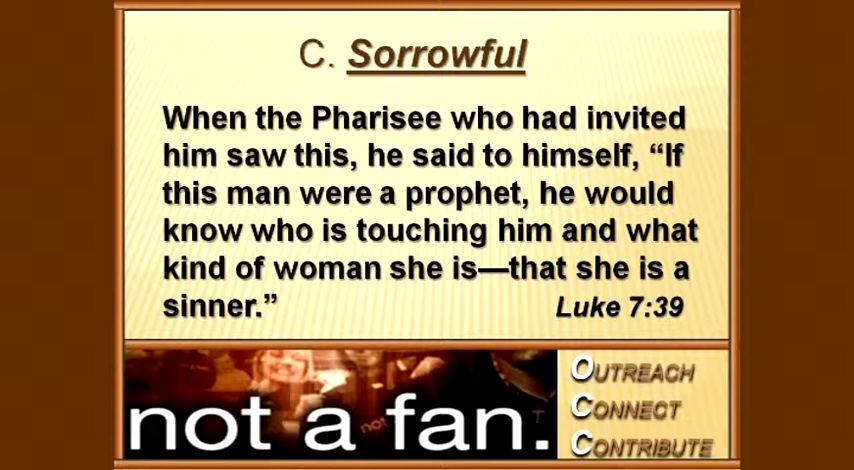 C. Sorrowful
When the Pharisee who had invited
him saw this, he said to himself, “If
this man were a prophet, he would
know who is touching him and what
kind of woman she is—that she is a
sinner.” Luke 7:39
not a fan.
not
OUTREACH
CONNECT
CONTRIBUTE